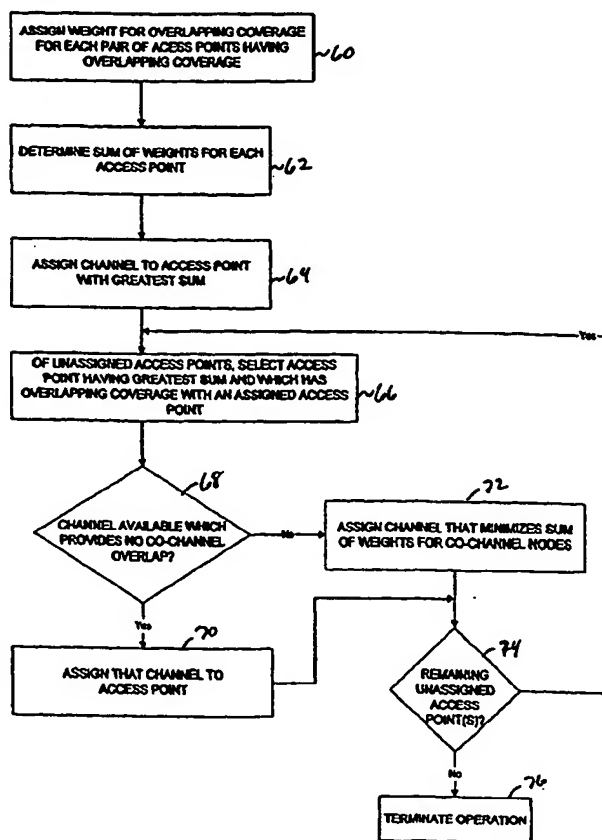 ASSIGN WEIGHT FOR OVERLAPPING COVERAGE
FOR EACH PAIR OF ACESS POINTS HAVING
OVERLAPPING COVERAGE
60
DETERMINE SUM OF WEIGHTS FOR EACH
ACCESS POINT
62
ASSIGN CHANNEL TO ACCESS POINT
WITH GREATEST SUM
64
Yes
OF UNASSIGNED ACCESS POINTS, SELECT ACCESS
POINT HAVING GREATEST SUM AND WHICH HAS
OVERLAPPING COVERAGE WITH AN ASSIGNED ACCESS
POINT
66
68
CHANNEL AVAILABLE WHICH
PROVIDES NO CO-CHANNEL
OVERLAP?
No
72
ASSIGN CHANNEL THAT MINIMIZES SUM
OF WEIGHTS FOR CO-CHANNEL NODES
Yes
70
ASSIGN THAT CHANNEL TO
ACCESS POINT
74
REMAINING
UNASSIGNED
ACCESS
POINT(S)?
No
76
TERMINATE OPERATION